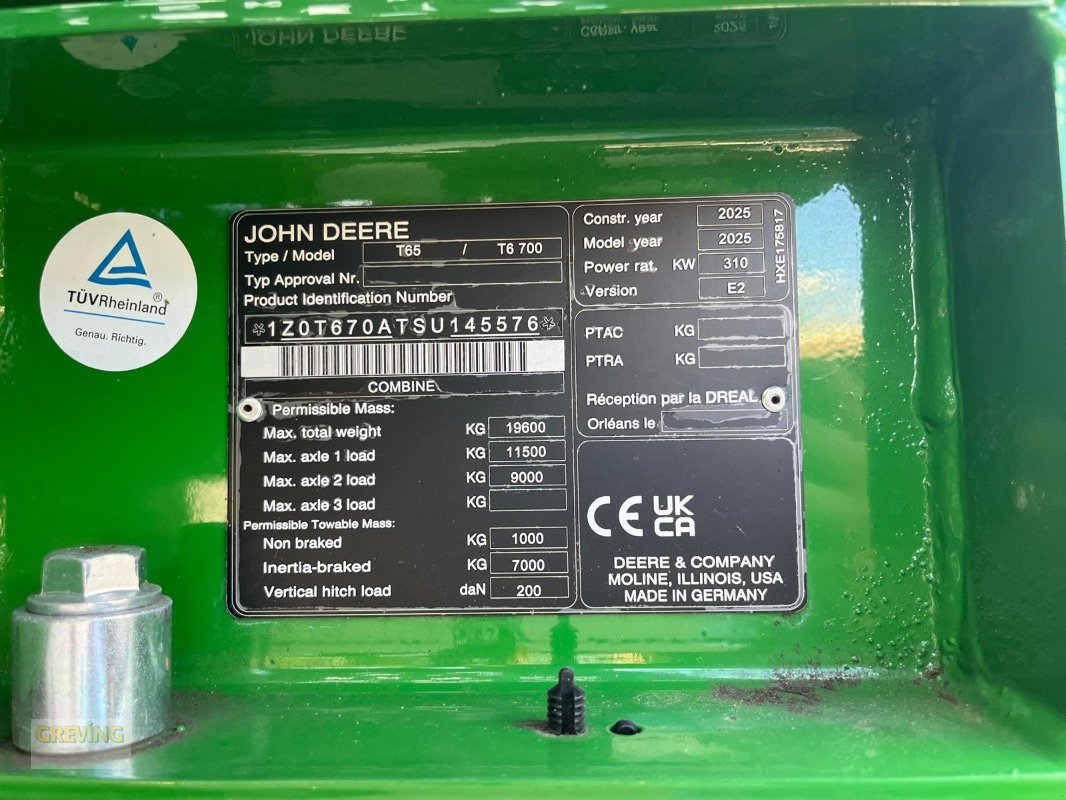 TÜVRheinland®
Genau. Richtig.
JOHN DEERE
Type / Model T65 / T6 700
Typ Approval Nr.
Product Identification Number
*1Z0T670ATSU145576*
COMBINE
Permissible Mass:
Max. total weight KG 19600
Max. axle 1 load KG 11500
Max. axle 2 load KG 9000
Max. axle 3 load KG
Permissible Towable Mass:
Non braked KG 1000
Inertia-braked KG 7000
Vertical hitch load daN 200
Constr. year 2025
Model year 2025
Power rat. KW 310
Version E2
HXE175817
PTAC KG
PTRA KG
Réception par la DREAL
Orléans le
CE UK
CA
DEERE & COMPANY
MOLINE, ILLINOIS, USA
MADE IN GERMANY
GREVING